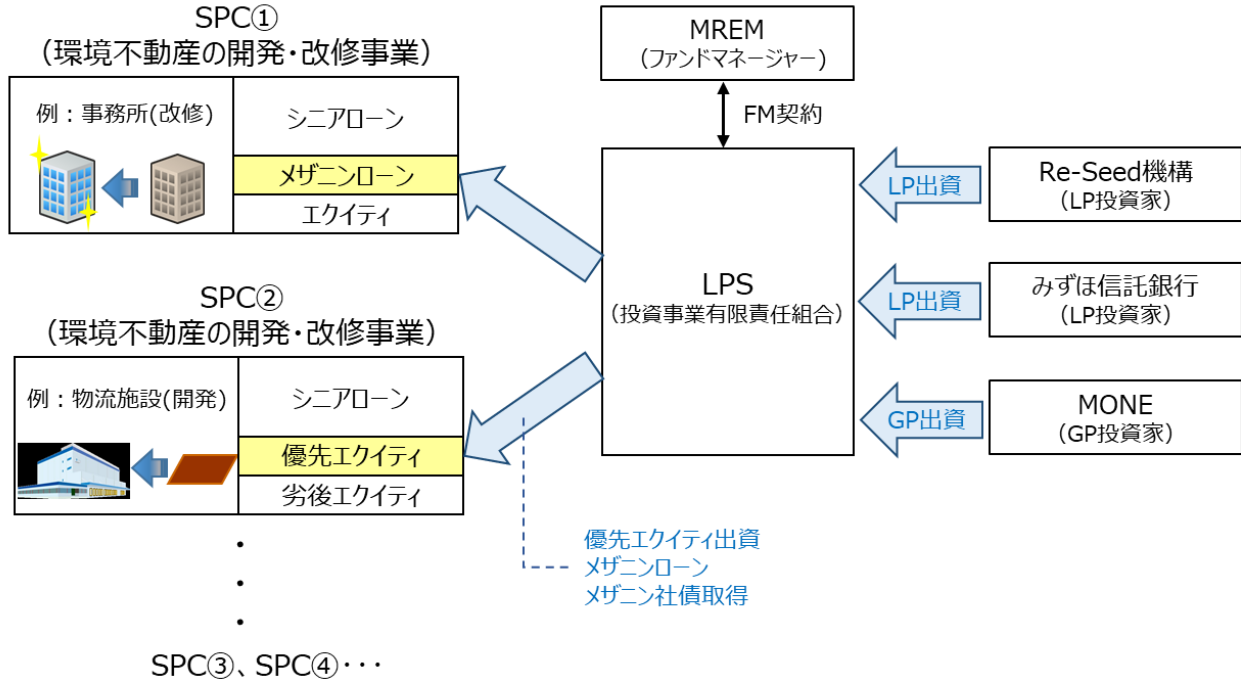 SPC①
（環境不動産の開発・改修事業）
例：事務所(改修)
シニアローン
メザニンローン
エクイティ
SPC②
（環境不動産の開発・改修事業）
例：物流施設(開発)
シニアローン
優先エクイティ
劣後エクイティ
・
・
・
SPC③、SPC④・・・
MREM
（ファンドマネージャー）
FM契約
LPS
（投資事業有限責任組合）
優先エクイティ出資
メザニンローン
メザニン社債取得
LP出資
Re-Seed機構
（LP投資家）
LP出資
みずほ信託銀行
（LP投資家）
GP出資
MONE
（GP投資家）